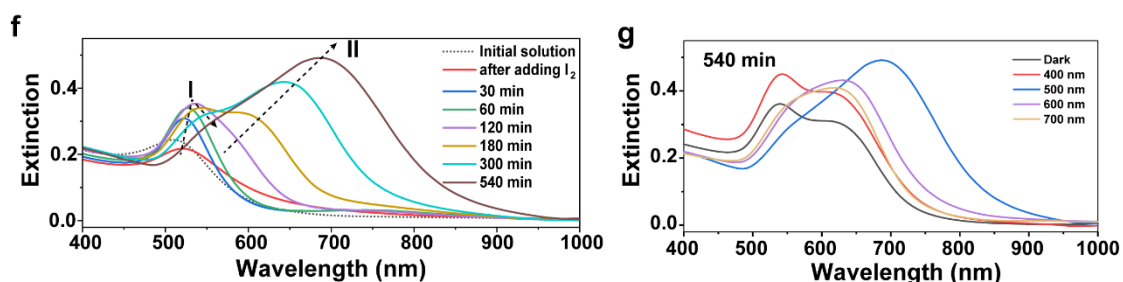 f
Extinction
0.4
0.2
0.0
I
II
Initial solution
after adding I₂
30 min
60 min
120 min
180 min
300 min
540 min
400 500 600 700 800 900 1000
Wavelength (nm)
g
Extinction
0.4
0.2
0.0
540 min
Dark
400 nm
500 nm
600 nm
700 nm
400 500 600 700 800 900 1000
Wavelength (nm)